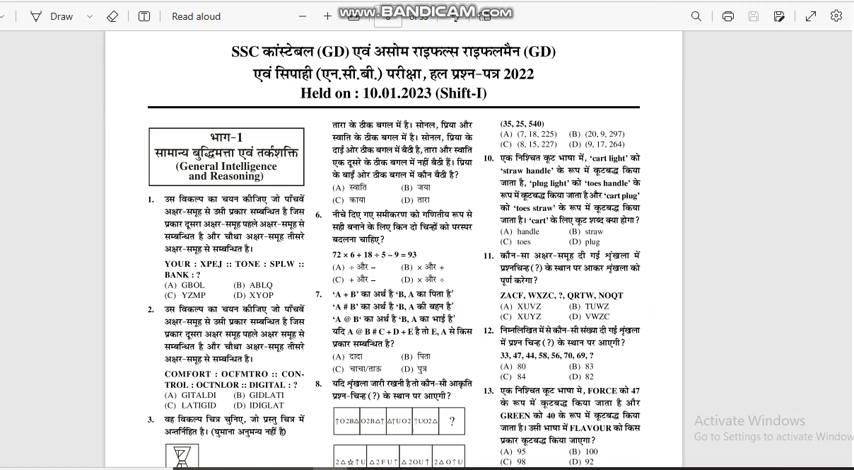 Draw
Read aloud
www.BANDICAM.com
SSC कांस्टेबल (GD) एवं असोम राइफल्स राइफलमैन (GD)
एवं सिपाही (एन.सी.बी.) परीक्षा, हल प्रश्न-पत्र 2022
Held on : 10.01.2023 (Shift-I)
भाग-1
सामान्य बुद्धिमत्ता एवं तर्कशक्ति
(General Intelligence
and Reasoning)
1. उस विकल्प का चयन कीजिए जो पाँचवें
अक्षर-समूह से उसी प्रकार सम्बन्धित है जिस
प्रकार दूसरा अक्षर-समूह पहले अक्षर-समूह से
सम्बन्धित है और चौथा अक्षर-समूह तीसरे
अक्षर-समूह से सम्बन्धित है।
YOUR : XPEJ :: TONE : SPLW ::
BANK : ?
(A) GBOL (B) ABLQ
(C) YZMP (D) XYOP
2. उस विकल्प का चयन कीजिए जो पाँचवें
अक्षर-समूह से उसी प्रकार सम्बन्धित है जिस
प्रकार दूसरा अक्षर-समूह पहले अक्षर-समूह से
सम्बन्धित है और चौथा अक्षर-समूह तीसरे
अक्षर-समूह से सम्बन्धित है।
COMFORT : OCFMTRO :: CON-
TROL : OCTNLOR :: DIGITAL : ?
(A) GITALDI (B) GIDLATI
(C) LATIGID (D) IDIGLAT
3. वह विकल्प चित्र चुनिए, जो प्रस्तुत चित्र में
अन्तर्निहित है। (घुमाना अनुमन्य नहीं है)
तारा के ठीक बगल में है। सोनल, प्रिया और
स्वाति के ठीक बगल में है। सोनल, प्रिया के
दाईं ओर ठीक बगल में बैठी है, तारा और स्वाति
एक दूसरे के ठीक बगल में नहीं बैठी हैं। प्रिया
के बाईं ओर ठीक बगल में कौन बैठी है?
(A) स्वाति (B) जया
(C) काया (D) तारा
6. नीचे दिए गए समीकरण को गणितीय रूप से
सही बनाने के लिए किन दो चिन्हों को परस्पर
बदलना चाहिए?
72 × 6 + 18 ÷ 5 – 9 = 93
(A) ÷ और – (B) × और +
(C) + और – (D) × और ÷
7. ‘A + B’ का अर्थ है ‘B, A का पिता है’
‘A # B’ का अर्थ है ‘B, A की बहन है’
‘A @ B’ का अर्थ है ‘B, A का भाई है’
यदि A @ B # C + D + E है तो E, A से किस
प्रकार सम्बन्धित है?
(A) दादा (B) पिता
(C) चाचा/ताऊ (D) पुत्र
8. यदि शृंखला जारी रखनी है तो कौन-सी आकृति
प्रश्न-चिन्ह (?) के स्थान पर आएगी?
↑O2B∆ O2B∆↑ ∆↑UO2 ↑UO2∆ ?
2∆☆↑U ∆2FU↑ ∆2OU↑ 2∆O↑U
(35, 25, 540)
(A) (7, 18, 225) (B) (20, 9, 297)
(C) (8, 15, 227) (D) (9, 17, 264)
10. एक निश्चित कूट भाषा में, ‘cart light’ को
‘straw handle’ के रूप में कूटबद्ध किया
जाता है, ‘plug light’ को ‘toes handle’ के
रूप में कूटबद्ध किया जाता है और ‘cart plug’
को ‘toes straw’ के रूप में कूटबद्ध किया
जाता है। ‘cart’ के लिए कूट शब्द क्या होगा?
(A) handle (B) straw
(C) toes (D) plug
11. कौन-सा अक्षर-समूह दी गई शृंखला में
प्रश्नचिन्ह (?) के स्थान पर आकर शृंखला को
पूर्ण करेगा?
ZACF, WXZC, ?, QRTW, NOQT
(A) XUVZ (B) TUWZ
(C) XUYZ (D) VWZC
12. निम्नलिखित में से कौन-सी संख्या दी गई शृंखला
में प्रश्न चिन्ह (?) के स्थान पर आएगी?
33, 47, 44, 58, 56, 70, 69, ?
(A) 80 (B) 83
(C) 84 (D) 82
13. एक निश्चित कूट भाषा मे, FORCE को 47
के रूप में कूटबद्ध किया जाता है और
GREEN को 40 के रूप में कूटबद्ध किया
जाता है। उसी भाषा में FLAVOUR को किस
प्रकार कूटबद्ध किया जाएगा?
(A) 95 (B) 100
(C) 98 (D) 92
Activate Windows
Go to Settings to activate Window